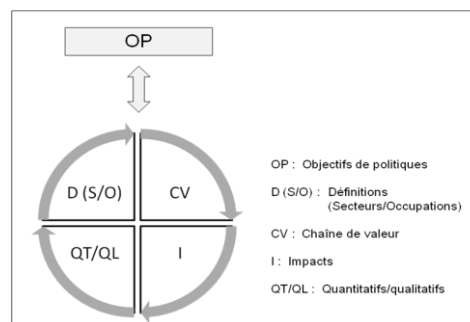 OP
D (S/O)
CV
QT/QL
I
OP : Objectifs de politiques
D (S/O) : Définitions
(Secteurs/Occupations)
CV : Chaîne de valeur
I : Impacts
QT/QL : Quantitatifs/qualitatifs